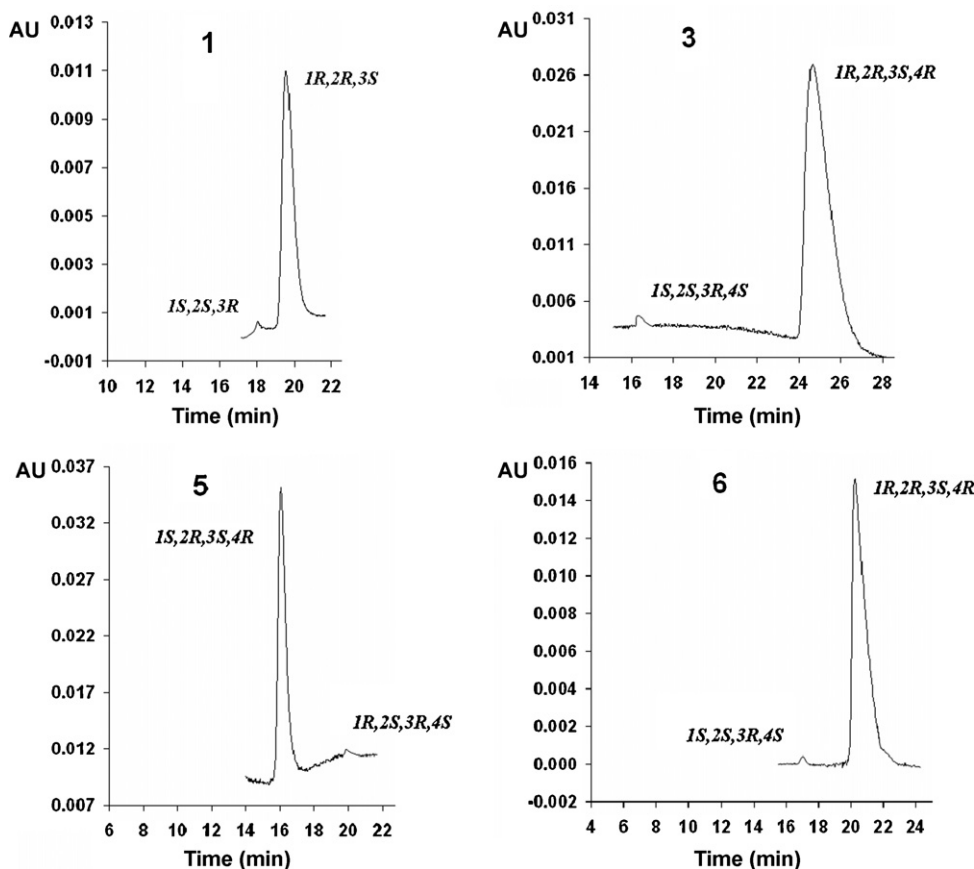 AU
1
0.013
0.011
0.009
0.007
0.005
0.003
0.001
-0.001
1R,2R,3S
1S,2S,3R
10 12 14 16 18 20 22
Time (min)
AU
3
0.031
0.026
0.021
0.016
0.011
0.006
0.001
1R,2R,3S,4R
1S,2S,3R,4S
14 16 18 20 22 24 26 28
Time (min)
AU
5
0.037
0.032
0.027
0.022
0.017
0.012
0.007
1S,2R,3S,4R
1R,2S,3R,4S
6 8 10 12 14 16 18 20 22
Time (min)
AU
6
0.016
0.014
0.012
0.010
0.008
0.006
0.004
0.002
0.000
-0.002
1R,2R,3S,4R
1S,2S,3R,4S
4 6 8 10 12 14 16 18 20 22 24
Time (min)